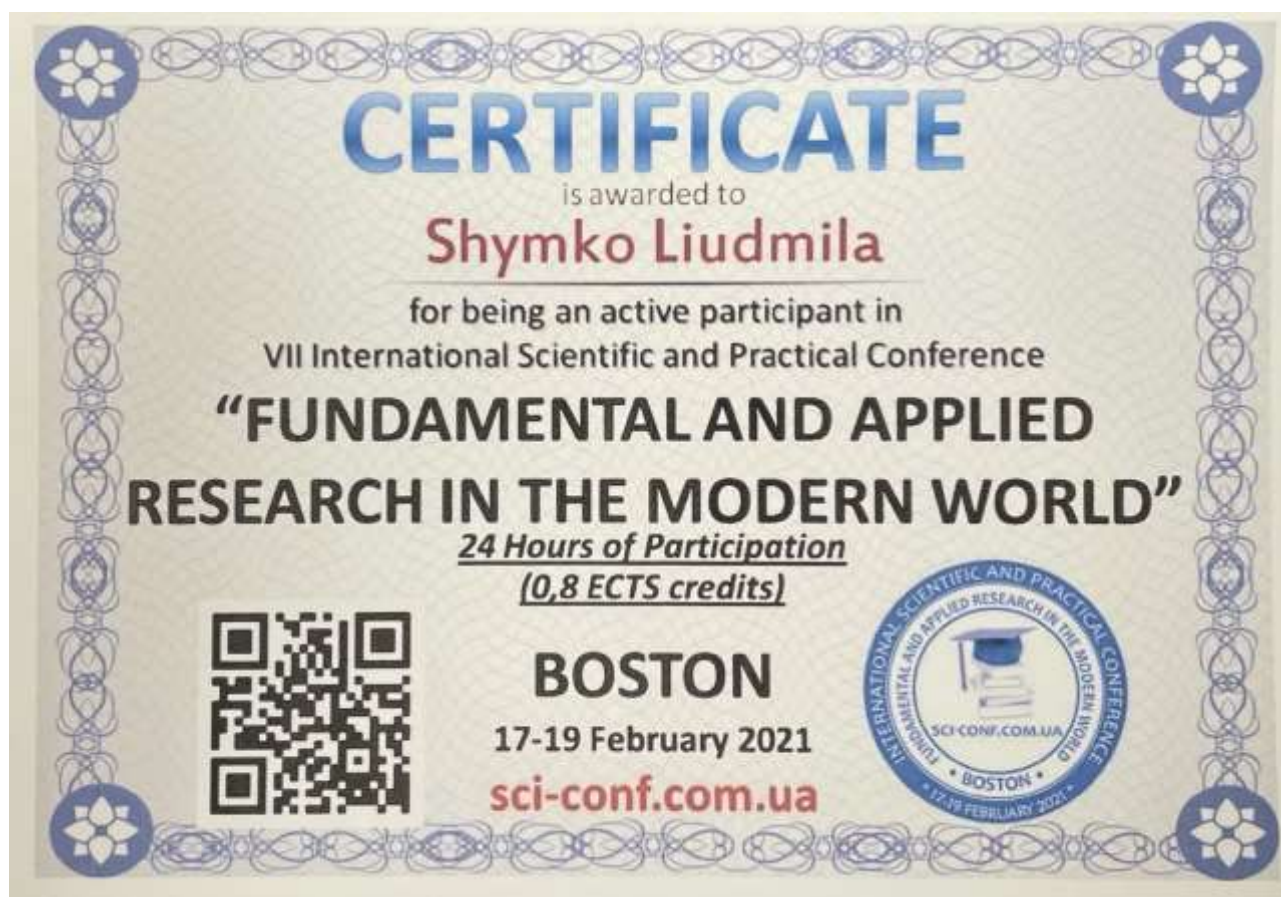 CERTIFICATE
is awarded to
Shymko Liudmila
for being an active participant in
VII International Scientific and Practical Conference
“FUNDAMENTAL AND APPLIED
RESEARCH IN THE MODERN WORLD”
24 Hours of Participation
(0,8 ECTS credits)
BOSTON
17-19 February 2021
sci-conf.com.ua
INTERNATIONAL SCIENTIFIC AND PRACTICAL CONFERENCE
FUNDAMENTAL AND APPLIED RESEARCH IN THE MODERN WORLD
SCI-CONF.COM.UA
• BOSTON •
• 17-19 FEBRUARY 2021 •